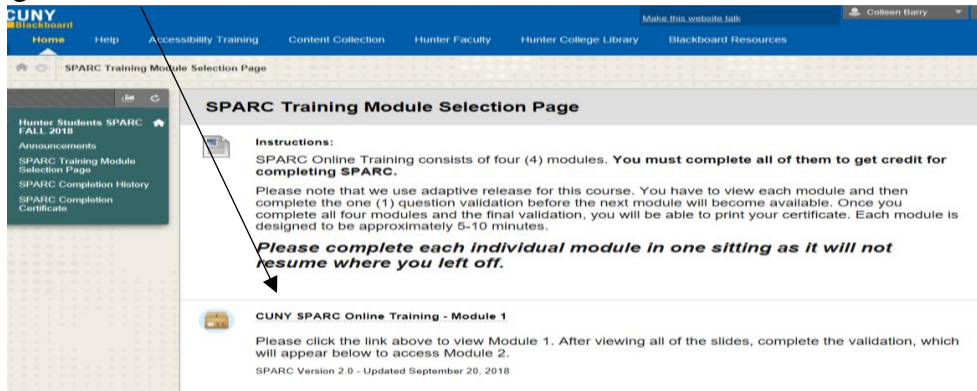 CUNY
Blackboard
Make this website talk
Colleen Barry
Home Help Accessibility Training Content Collection Hunter Faculty Hunter College Library Blackboard Resources
SPARC Training Module Selection Page
Hunter Students SPARC
FALL 2018
Announcements
SPARC Training Module
Selection Page
SPARC Completion History
SPARC Completion
Certificate
SPARC Training Module Selection Page
Instructions:
SPARC Online Training consists of four (4) modules. You must complete all of them to get credit for
completing SPARC.
Please note that we use adaptive release for this course. You have to view each module and then
complete the one (1) question validation before the next module will become available. Once you
complete all four modules and the final validation, you will be able to print your certificate. Each module is
designed to be approximately 5-10 minutes.
Please complete each individual module in one sitting as it will not
resume where you left off.
CUNY SPARC Online Training - Module 1
Please click the link above to view Module 1. After viewing all of the slides, complete the validation, which
will appear below to access Module 2.
SPARC Version 2.0 - Updated September 20, 2018